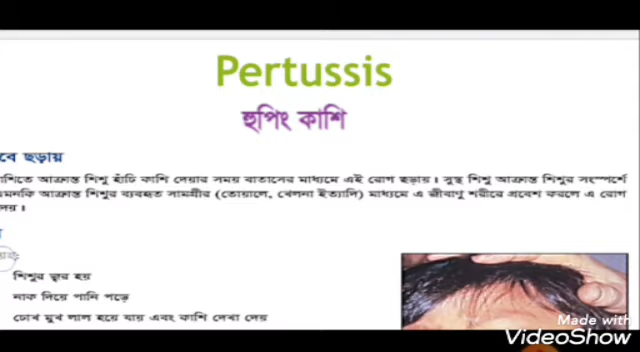 Pertussis
হুপিং কাশি
বে ছড়ায়
আক্রান্ত শিশু হাঁচি কাশি দেয়ার সময় বাতাসের মাধ্যমে এই রোগ ছড়ায়। সুস্থ শিশু আক্রান্ত শিশুর সংস্পর্শে
এমনকি আক্রান্ত শিশুর ব্যবহৃত সামগ্রীর (তোয়ালে, খেলনা ইত্যাদি) মাধ্যমে এ জীবাণু শরীরে প্রবেশ করলে এ রোগ
শিশুর জ্বর হয়
নাক দিয়ে পানি পড়ে
চোখ মুখ লাল হয়ে যায় এবং কাশি দেখা দেয়
Made with
VideoShow